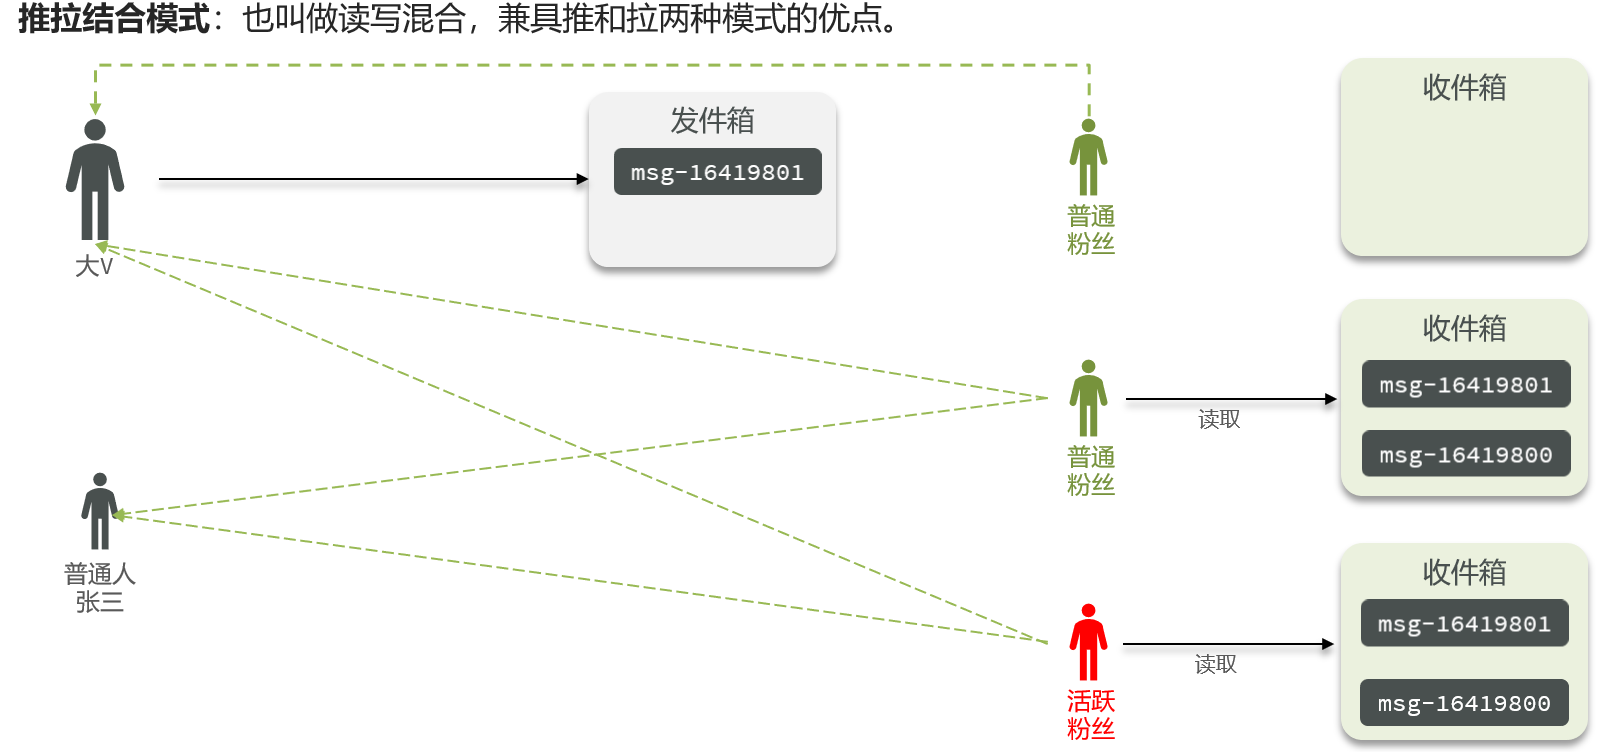 推拉结合模式：也叫做读写混合，兼具推和拉两种模式的优点。
发件箱
msg-16419801
大V
普通
粉丝
收件箱
普通
粉丝
读取
收件箱
msg-16419801
msg-16419800
普通人
张三
活跃
粉丝
读取
收件箱
msg-16419801
msg-16419800